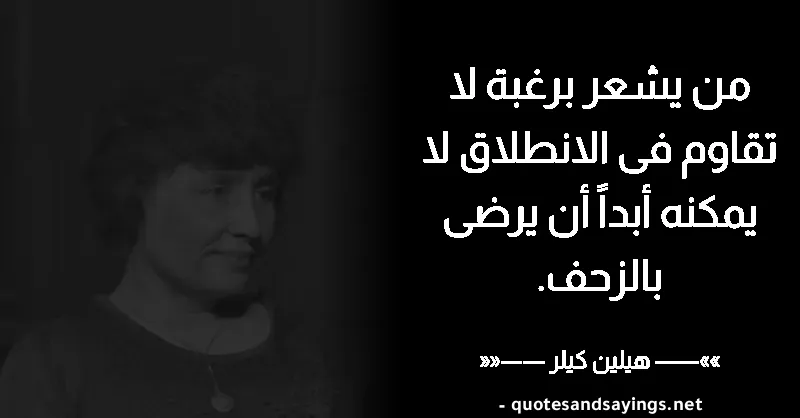 من يشعر برغبة لا
تقاوم فى الانطلاق لا
يمكنه أبداً أن يرضى
بالزحف.
»»—— هيلين كيلر ——««
- quotesandsayings.net